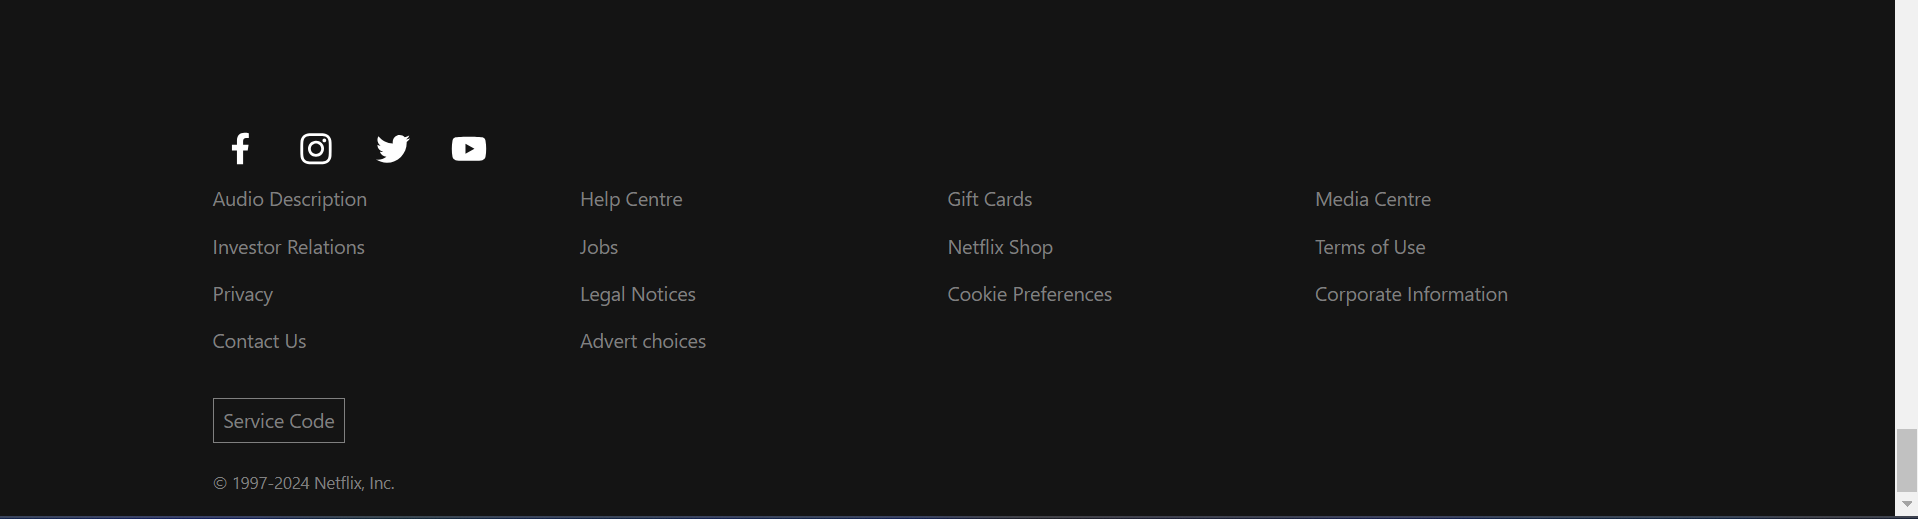 Audio Description Help Centre Gift Cards Media Centre
Investor Relations Jobs Netflix Shop Terms of Use
Privacy Legal Notices Cookie Preferences Corporate Information
Contact Us Advert choices
Service Code
© 1997-2024 Netflix, Inc.